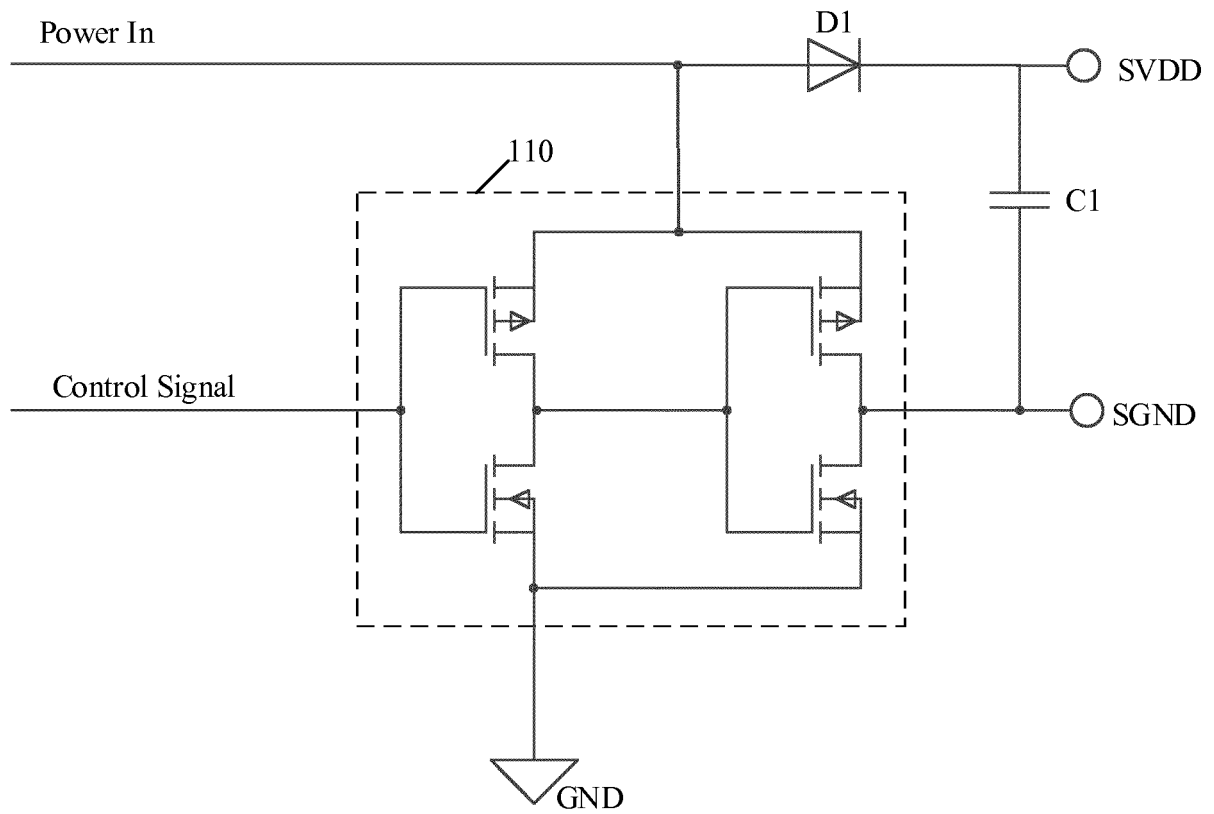 D1
Power In
SVDD
110
C1
Control Signal
SGND
GND